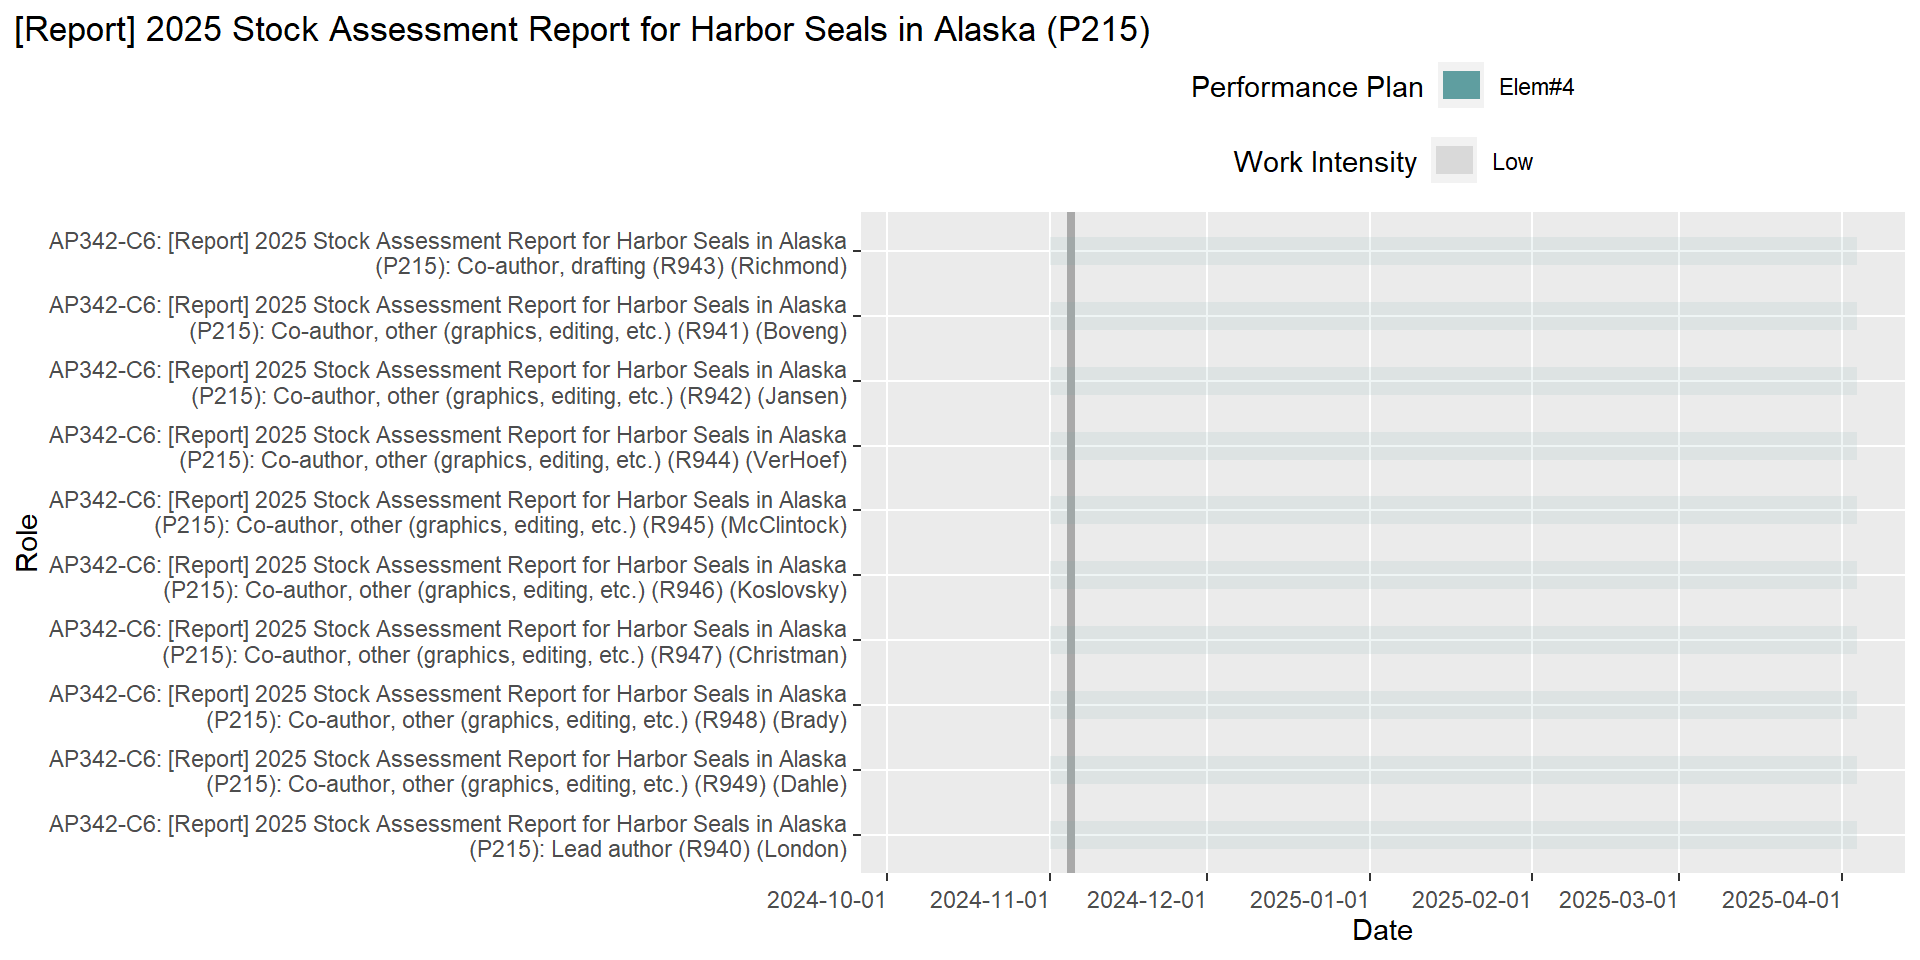 [Report] 2025 Stock Assessment Report for Harbor Seals in Alaska (P215)
Performance Plan Elem#4
Work Intensity Low
AP342-C6: [Report] 2025 Stock Assessment Report for Harbor Seals in Alaska
(P215): Co-author, drafting (R943) (Richmond)
AP342-C6: [Report] 2025 Stock Assessment Report for Harbor Seals in Alaska
(P215): Co-author, other (graphics, editing, etc.) (R941) (Boveng)
AP342-C6: [Report] 2025 Stock Assessment Report for Harbor Seals in Alaska
(P215): Co-author, other (graphics, editing, etc.) (R942) (Jansen)
AP342-C6: [Report] 2025 Stock Assessment Report for Harbor Seals in Alaska
(P215): Co-author, other (graphics, editing, etc.) (R944) (VerHoef)
AP342-C6: [Report] 2025 Stock Assessment Report for Harbor Seals in Alaska
(P215): Co-author, other (graphics, editing, etc.) (R945) (McClintock)
AP342-C6: [Report] 2025 Stock Assessment Report for Harbor Seals in Alaska
(P215): Co-author, other (graphics, editing, etc.) (R946) (Koslovsky)
AP342-C6: [Report] 2025 Stock Assessment Report for Harbor Seals in Alaska
(P215): Co-author, other (graphics, editing, etc.) (R947) (Christman)
AP342-C6: [Report] 2025 Stock Assessment Report for Harbor Seals in Alaska
(P215): Co-author, other (graphics, editing, etc.) (R948) (Brady)
AP342-C6: [Report] 2025 Stock Assessment Report for Harbor Seals in Alaska
(P215): Co-author, other (graphics, editing, etc.) (R949) (Dahle)
AP342-C6: [Report] 2025 Stock Assessment Report for Harbor Seals in Alaska
(P215): Lead author (R940) (London)
Role
2024-10-01 2024-11-01 2024-12-01 2025-01-01 2025-02-01 2025-03-01 2025-04-01
Date